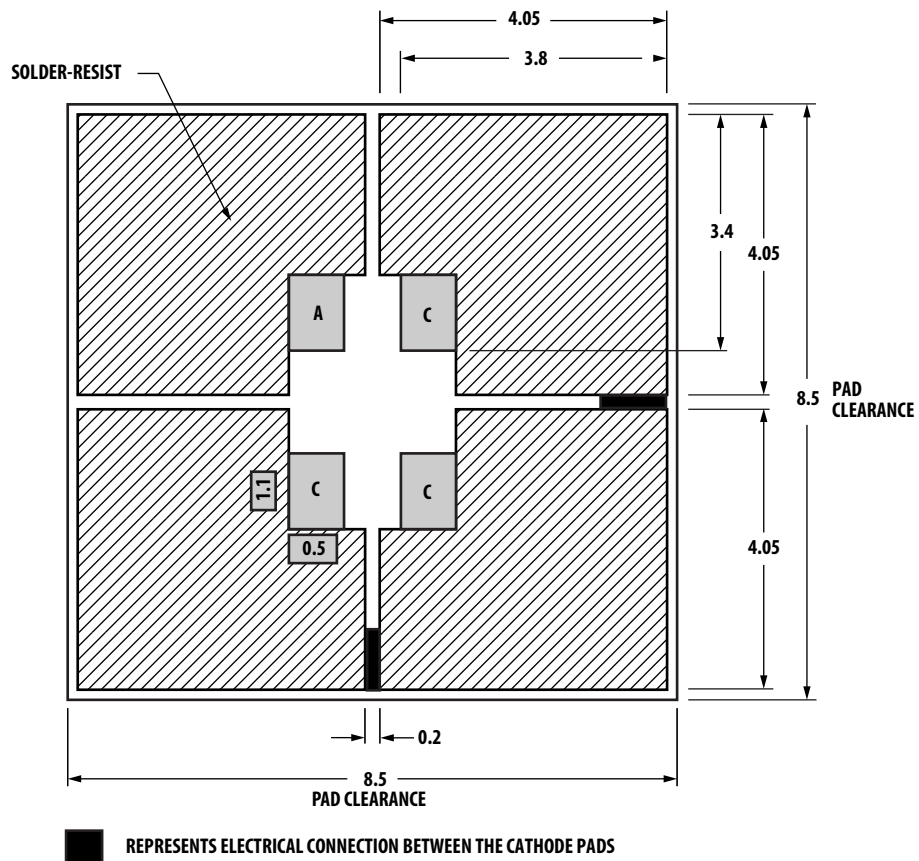 4.05
3.8
SOLDER-RESIST
3.4
4.05
A
C
8.5 PAD
CLEARANCE
C
C
1.1
0.5
4.05
0.2
8.5
PAD CLEARANCE
REPRESENTS ELECTRICAL CONNECTION BETWEEN THE CATHODE PADS